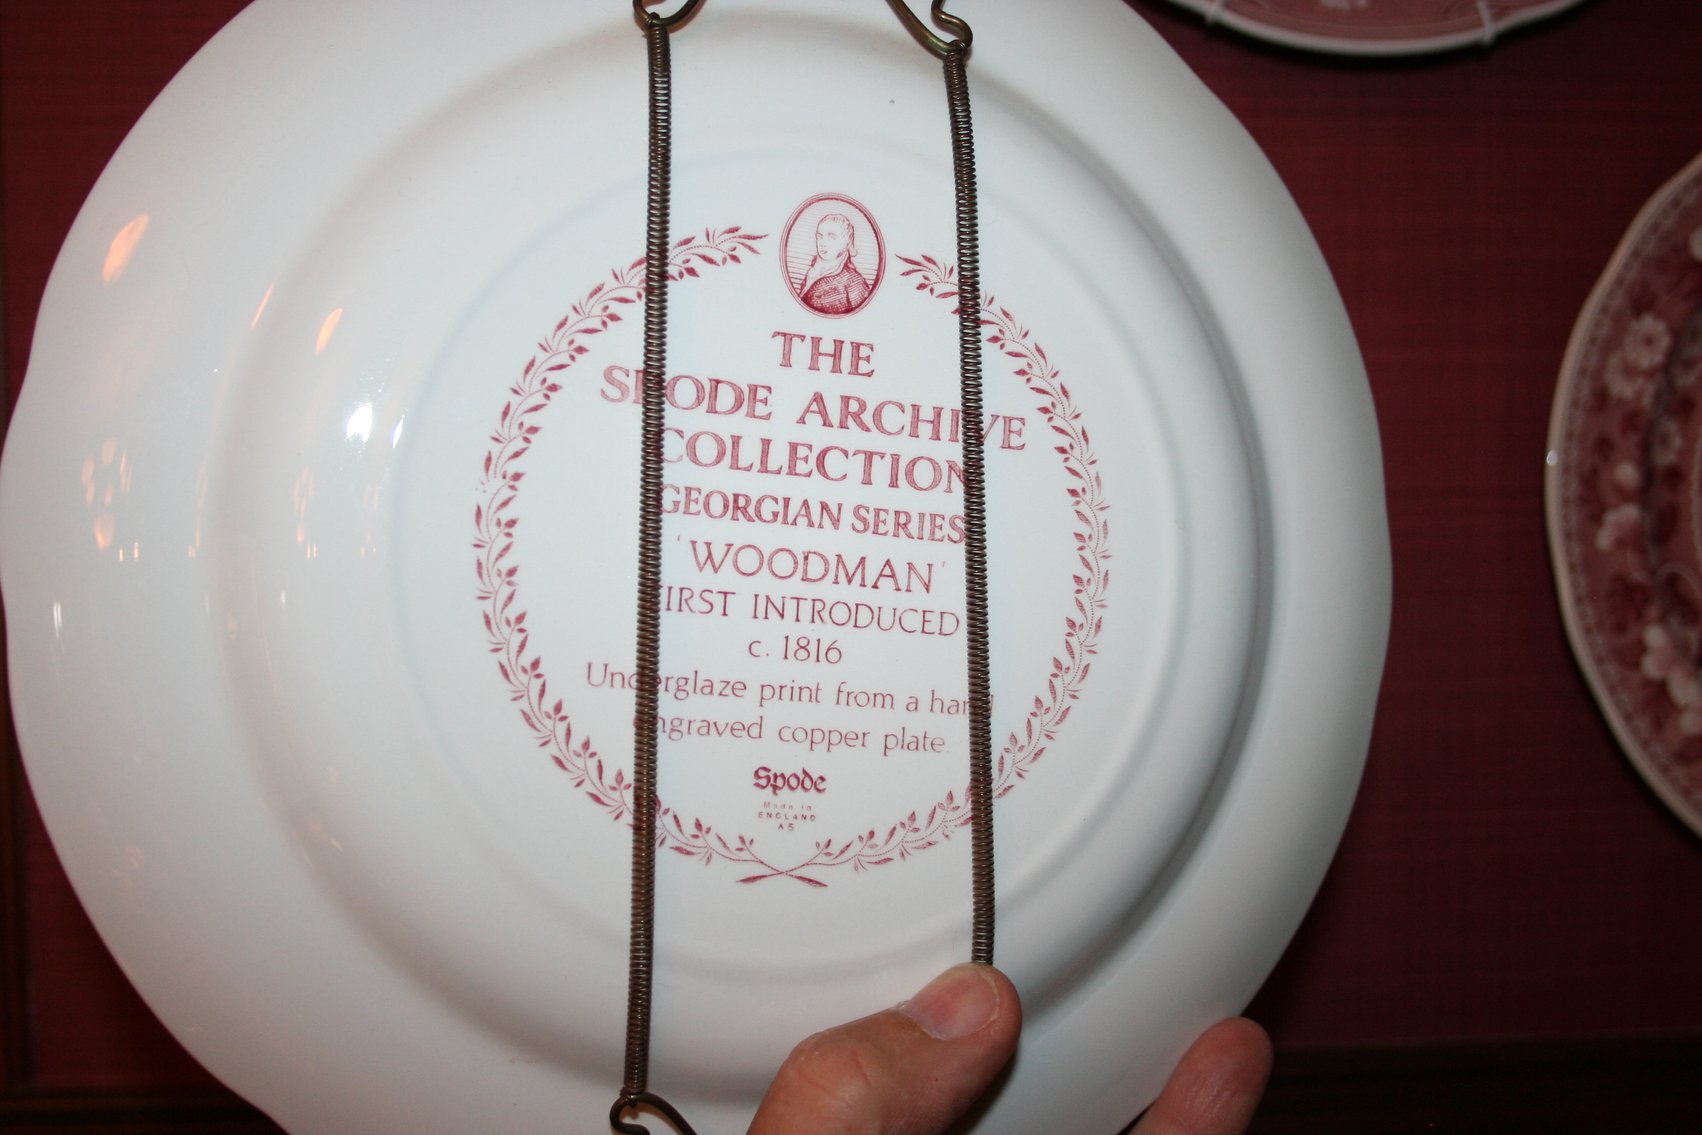 THE
SPODE ARCHIVE
COLLECTION
GEORGIAN SERIES
'WOODMAN'
FIRST INTRODUCED
c. 1816
Underglaze print from a hand
engraved copper plate.
Spode
Made in
ENGLAND
A5